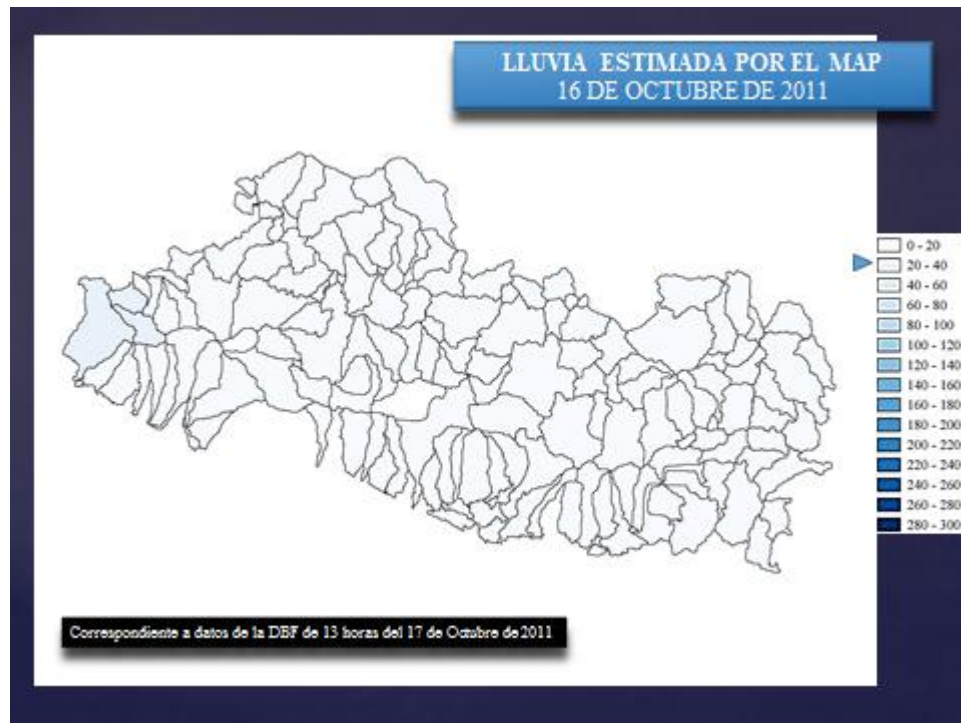 LLUVIA ESTIMADA POR EL MAP
16 DE OCTUBRE DE 2011
0 - 20
20 - 40
40 - 60
60 - 80
80 - 100
100 - 120
120 - 140
140 - 160
160 - 180
180 - 200
200 - 220
220 - 240
240 - 260
260 - 280
280 - 300
Correspondiente a datos de la DBF de 13 horas del 17 de Octubre de 2011